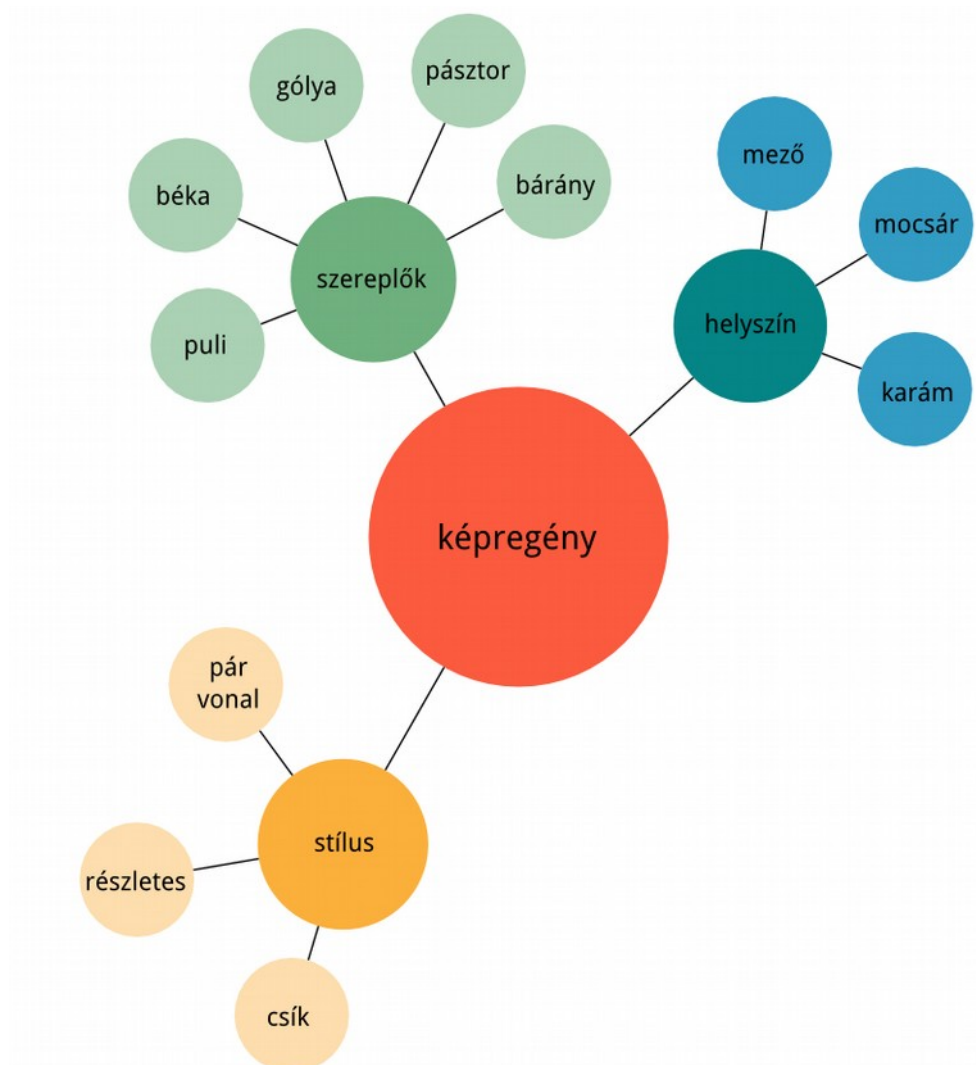 gólya
pásztor
béka
bárány
szereplők
puli
mező
mocsár
helyszín
karám
képregény
pár
vonal
stílus
részletes
csík